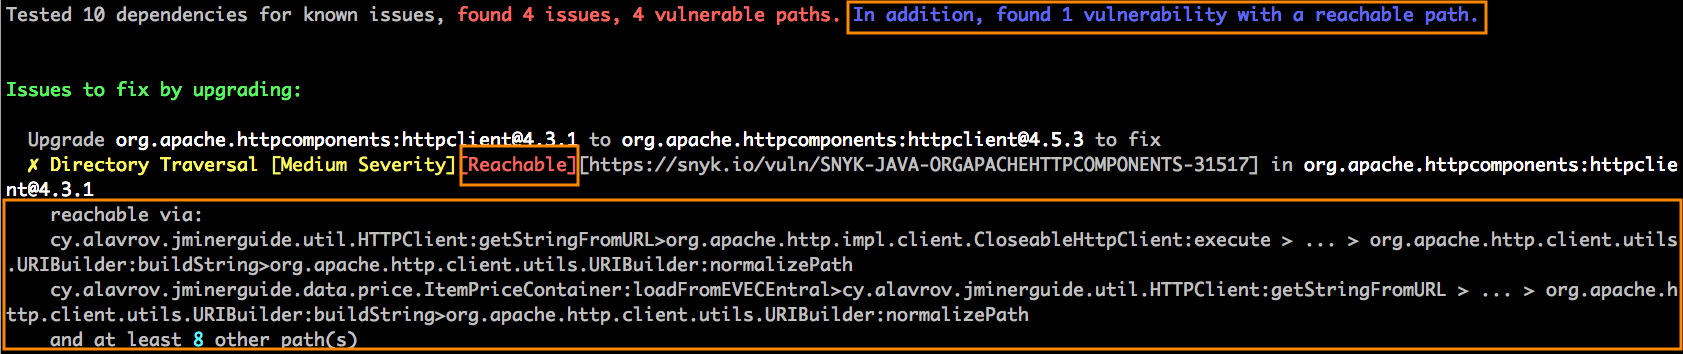 Tested 10 dependencies for known issues, found 4 issues, 4 vulnerable paths. In addition, found 1 vulnerability with a reachable path.
Issues to fix by upgrading:
Upgrade org.apache.httpcomponents:httpclient@4.3.1 to org.apache.httpcomponents:httpclient@4.5.3 to fix
✗ Directory Traversal [Medium Severity][Reachable][https://snyk.io/vuln/SNYK-JAVA-ORGAPACHEHTTPCOMPONENTS-31517] in org.apache.httpcomponents:httpclie
nt@4.3.1
reachable via:
cy.alavrov.jminerguide.util.HTTPClient:getStringFromURL>org.apache.http.impl.client.CloseableHttpClient:execute > ... > org.apache.http.client.utils
.URIBuilder:buildString>org.apache.http.client.utils.URIBuilder:normalizePath
cy.alavrov.jminerguide.data.price.ItemPriceContainer:loadFromEVECEntral>cy.alavrov.jminerguide.util.HTTPClient:getStringFromURL > ... > org.apache.h
ttp.client.utils.URIBuilder:buildString>org.apache.http.client.utils.URIBuilder:normalizePath
and at least 8 other path(s)